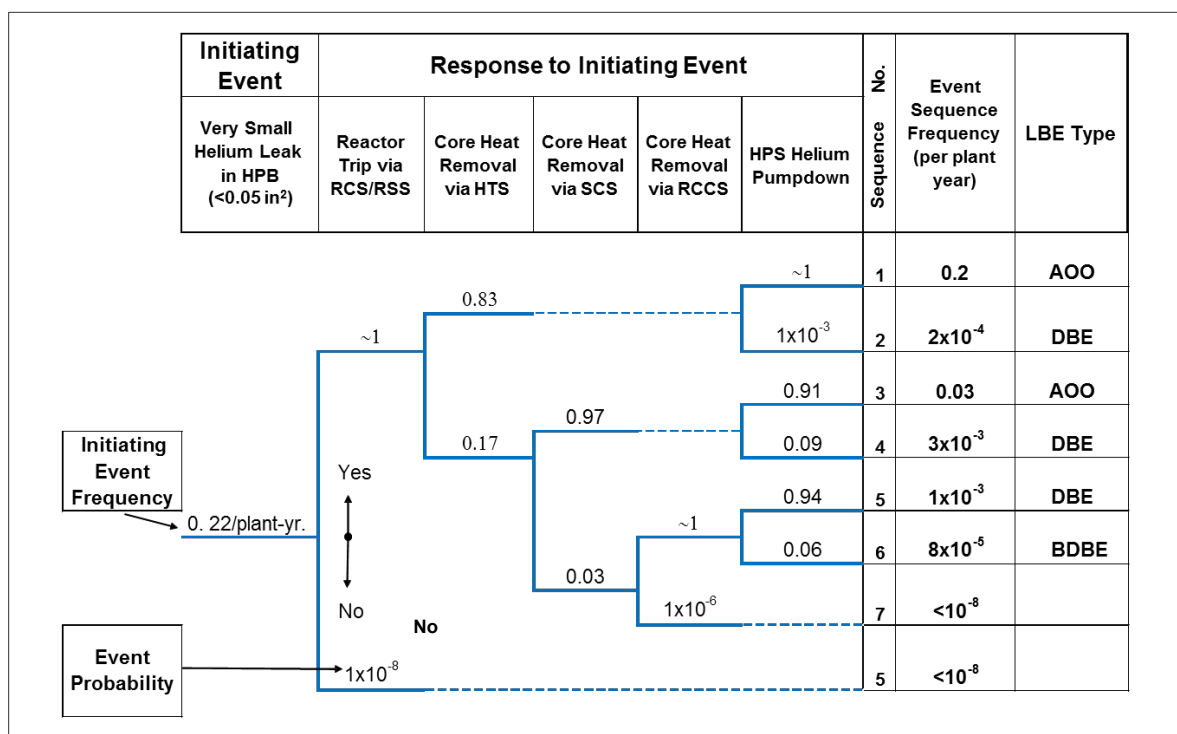 Initiating
Event
Response to Initiating Event
Sequence No.
Event
Sequence
Frequency
(per plant
year)
LBE Type
Very Small
Helium Leak
in HPB
(<0.05 in²)
Reactor
Trip via
RCS/RSS
Core Heat
Removal
via HTS
Core Heat
Removal
via SCS
Core Heat
Removal
via RCCS
HPS Helium
Pumpdown
~1
1
0.2
AOO
0.83
~1
1x10⁻³
2
2x10⁻⁴
DBE
0.91
3
0.03
AOO
0.97
0.17
0.09
4
3x10⁻³
DBE
Initiating
Event
Frequency
Yes
0.94
5
1x10⁻³
DBE
0. 22/plant-yr.
~1
0.06
6
8x10⁻⁵
BDBE
0.03
No
1x10⁻⁶
7
<10⁻⁸
No
Event
Probability
1x10⁻⁸
5
<10⁻⁸